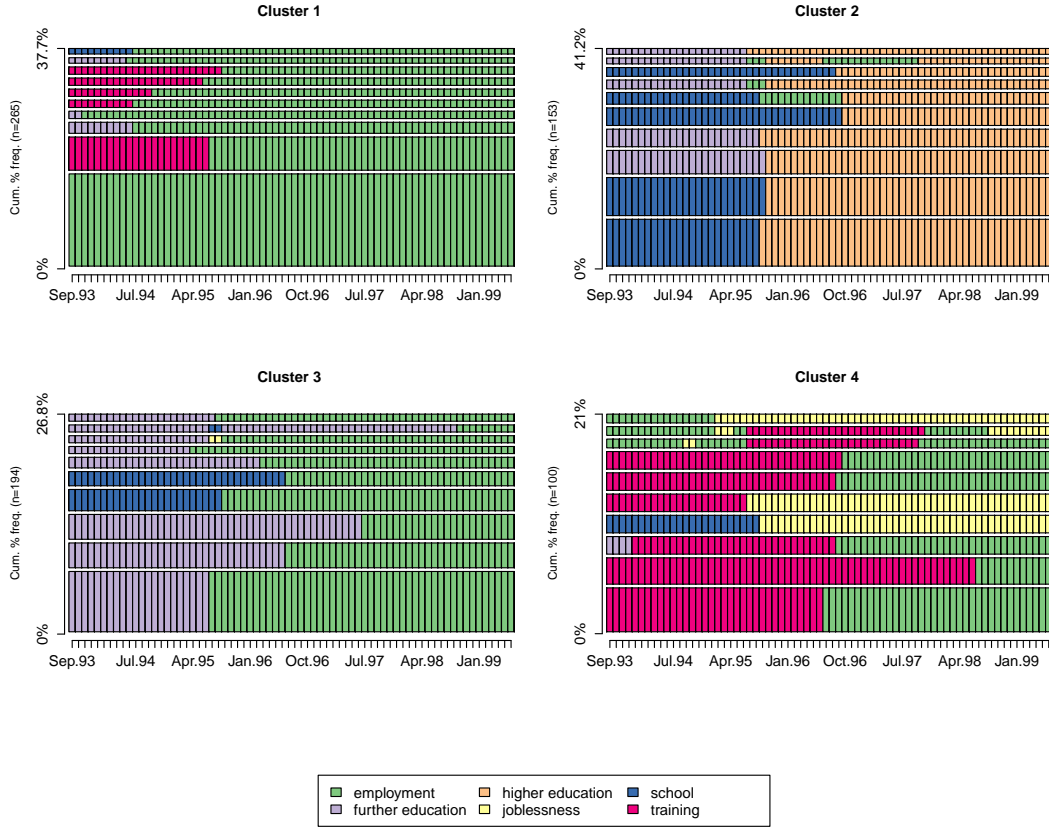 Cluster 1
37.7%
Cum. % freq. (n=265)
0%
Sep.93 Jul.94 Apr.95 Jan.96 Oct.96 Jul.97 Apr.98 Jan.99
Cluster 2
41.2%
Cum. % freq. (n=153)
0%
Sep.93 Jul.94 Apr.95 Jan.96 Oct.96 Jul.97 Apr.98 Jan.99
Cluster 3
26.8%
Cum. % freq. (n=194)
0%
Sep.93 Jul.94 Apr.95 Jan.96 Oct.96 Jul.97 Apr.98 Jan.99
Cluster 4
21%
Cum. % freq. (n=100)
0%
Sep.93 Jul.94 Apr.95 Jan.96 Oct.96 Jul.97 Apr.98 Jan.99
employment higher education school
further education joblessness training